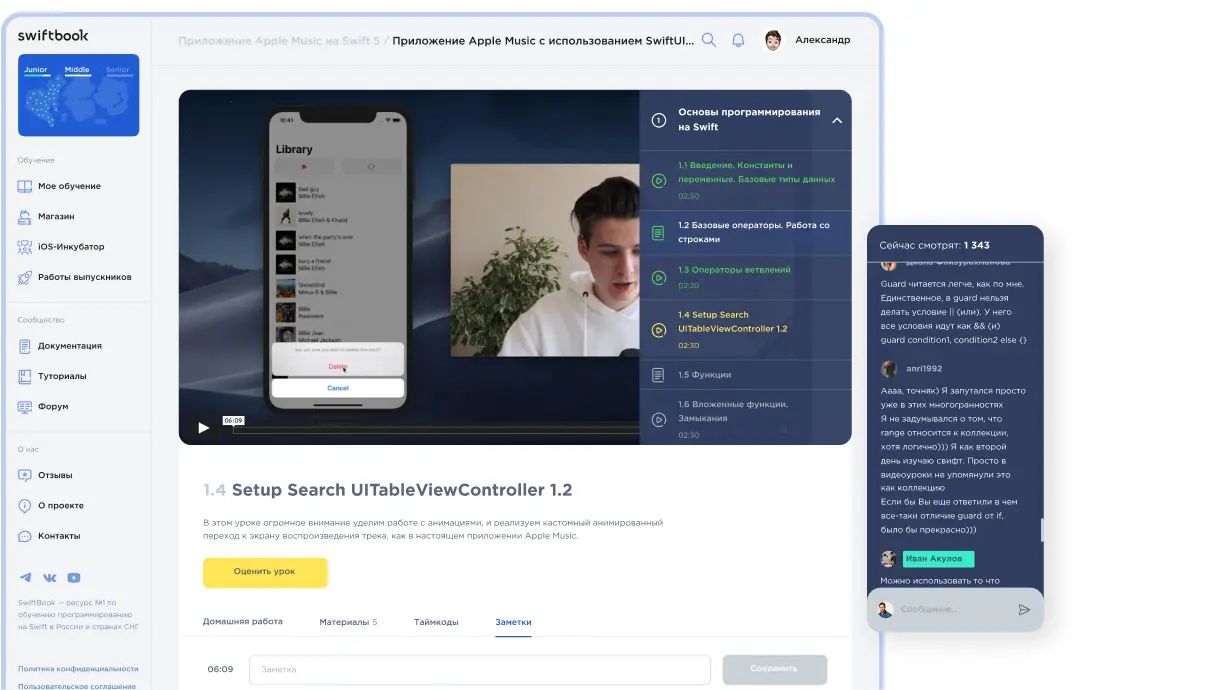 swiftbook
Junior Middle Senior
Обучение
Мое обучение
Магазин
iOS-Инкубатор
Работы выпускников
Сообщество
Документация
Туториалы
Форум
О нас
Отзывы
О проекте
Контакты
SwiftBook — ресурс №1 по
обучению программированию
на Swift в России и странах СНГ
Политика конфиденциальности
Пользовательское соглашение
Приложение Apple Music на Swift 5 / Приложение Apple Music с использованием SwiftUI...
Александр
10:41
Library
bad guy
Billie Eilish
lovely
Billie Eilish & Khalid
when the party's over
Billie Eilish
bury a friend
Billie Eilish
SnowMind
Minus 8 & Billie
Billie
Pavement
Billie Jean
Michael Jackson
Are you sure you want to delete this track?
Delete
Cancel
06:09
1
Основы программирования
на Swift
1.1 Введение. Константы и
переменные. Базовые типы данных
02:30
1.2 Базовые операторы. Работа со
строками
1.3 Операторы ветвлений
02:30
1.4 Setup Search
UITableViewController 1.2
02:30
1.5 Функции
1.6 Вложенные функции.
Замыкания
02:30
1.4 Setup Search UITableViewController 1.2
В этом уроке огромное внимание уделим работе с анимациями, и реализуем кастомный анимированный
переход к экрану воспроизведения трека, как в настоящем приложении Apple Music.
Оценить урок
Домашняя работа Материалы 5 Таймкоды Заметки
06:09 Заметка Сохранить
Сейчас смотрят: 1 343
Диана Файзурахманова
Guard читается легче, как по мне.
Единственное, в guard нельзя
делать условие || (или). У него
все условия идут как && (и)
guard condition1, condition2 else {}
anri1992
Аааа, точняк) Я запутался просто
уже в этих многогранностях
Я не задумывался о том, что
range относится к коллекции,
хотя логично))) Я как второй
день изучаю свифт. Просто в
видеоуроки не упомянули это
как коллекцию
Если бы Вы еще ответили в чем
все-таки отличие guard от if,
было бы прекрасно)))
Иван Акулов
Можно использовать то что
Сообщение...